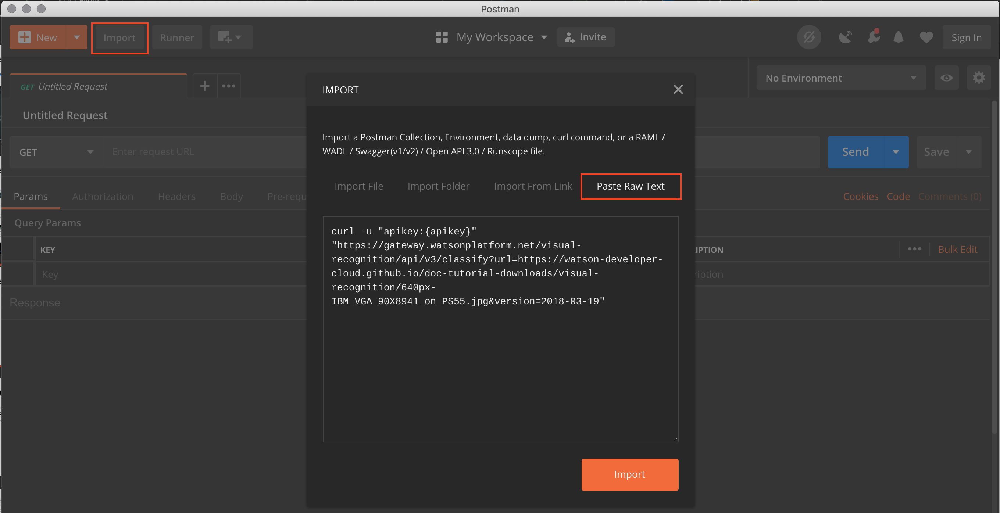 Postman
New
Import
Runner
My Workspace
Invite
Sign In
GET Untitled Request
No Environment
Untitled Request
GET
Enter request URL
Send
Save
Params
Authorization
Headers
Body
Pre-requ
Cookies
Code
Comments (0)
Query Params
KEY
IPTION
Bulk Edit
Key
ription
Response
IMPORT
Import a Postman Collection, Environment, data dump, curl command, or a RAML /
WADL / Swagger(v1/v2) / Open API 3.0 / Runscope file.
Import File
Import Folder
Import From Link
Paste Raw Text
curl -u "apikey:{apikey}"
"https://gateway.watsonplatform.net/visual-
recognition/api/v3/classify?url=https://watson-developer-
cloud.github.io/doc-tutorial-downloads/visual-
recognition/640px-
IBM_VGA_90X8941_on_PS55.jpg&version=2018-03-19"
Import